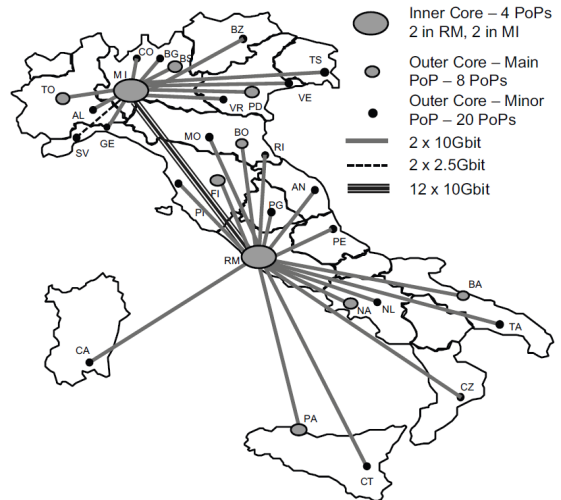 Inner Core – 4 PoPs
2 in RM, 2 in MI
Outer Core – Main
PoP – 8 PoPs
Outer Core – Minor
PoP – 20 PoPs
2 x 10Gbit
2 x 2.5Gbit
12 x 10Gbit
BZ
CO
BG
BS
TS
MI
TO
VE
AL
VR
PD
SV
GE
MO
BO
RI
FI
AN
PI
PG
PE
RM
BA
NA
NL
TA
CA
CZ
PA
CT